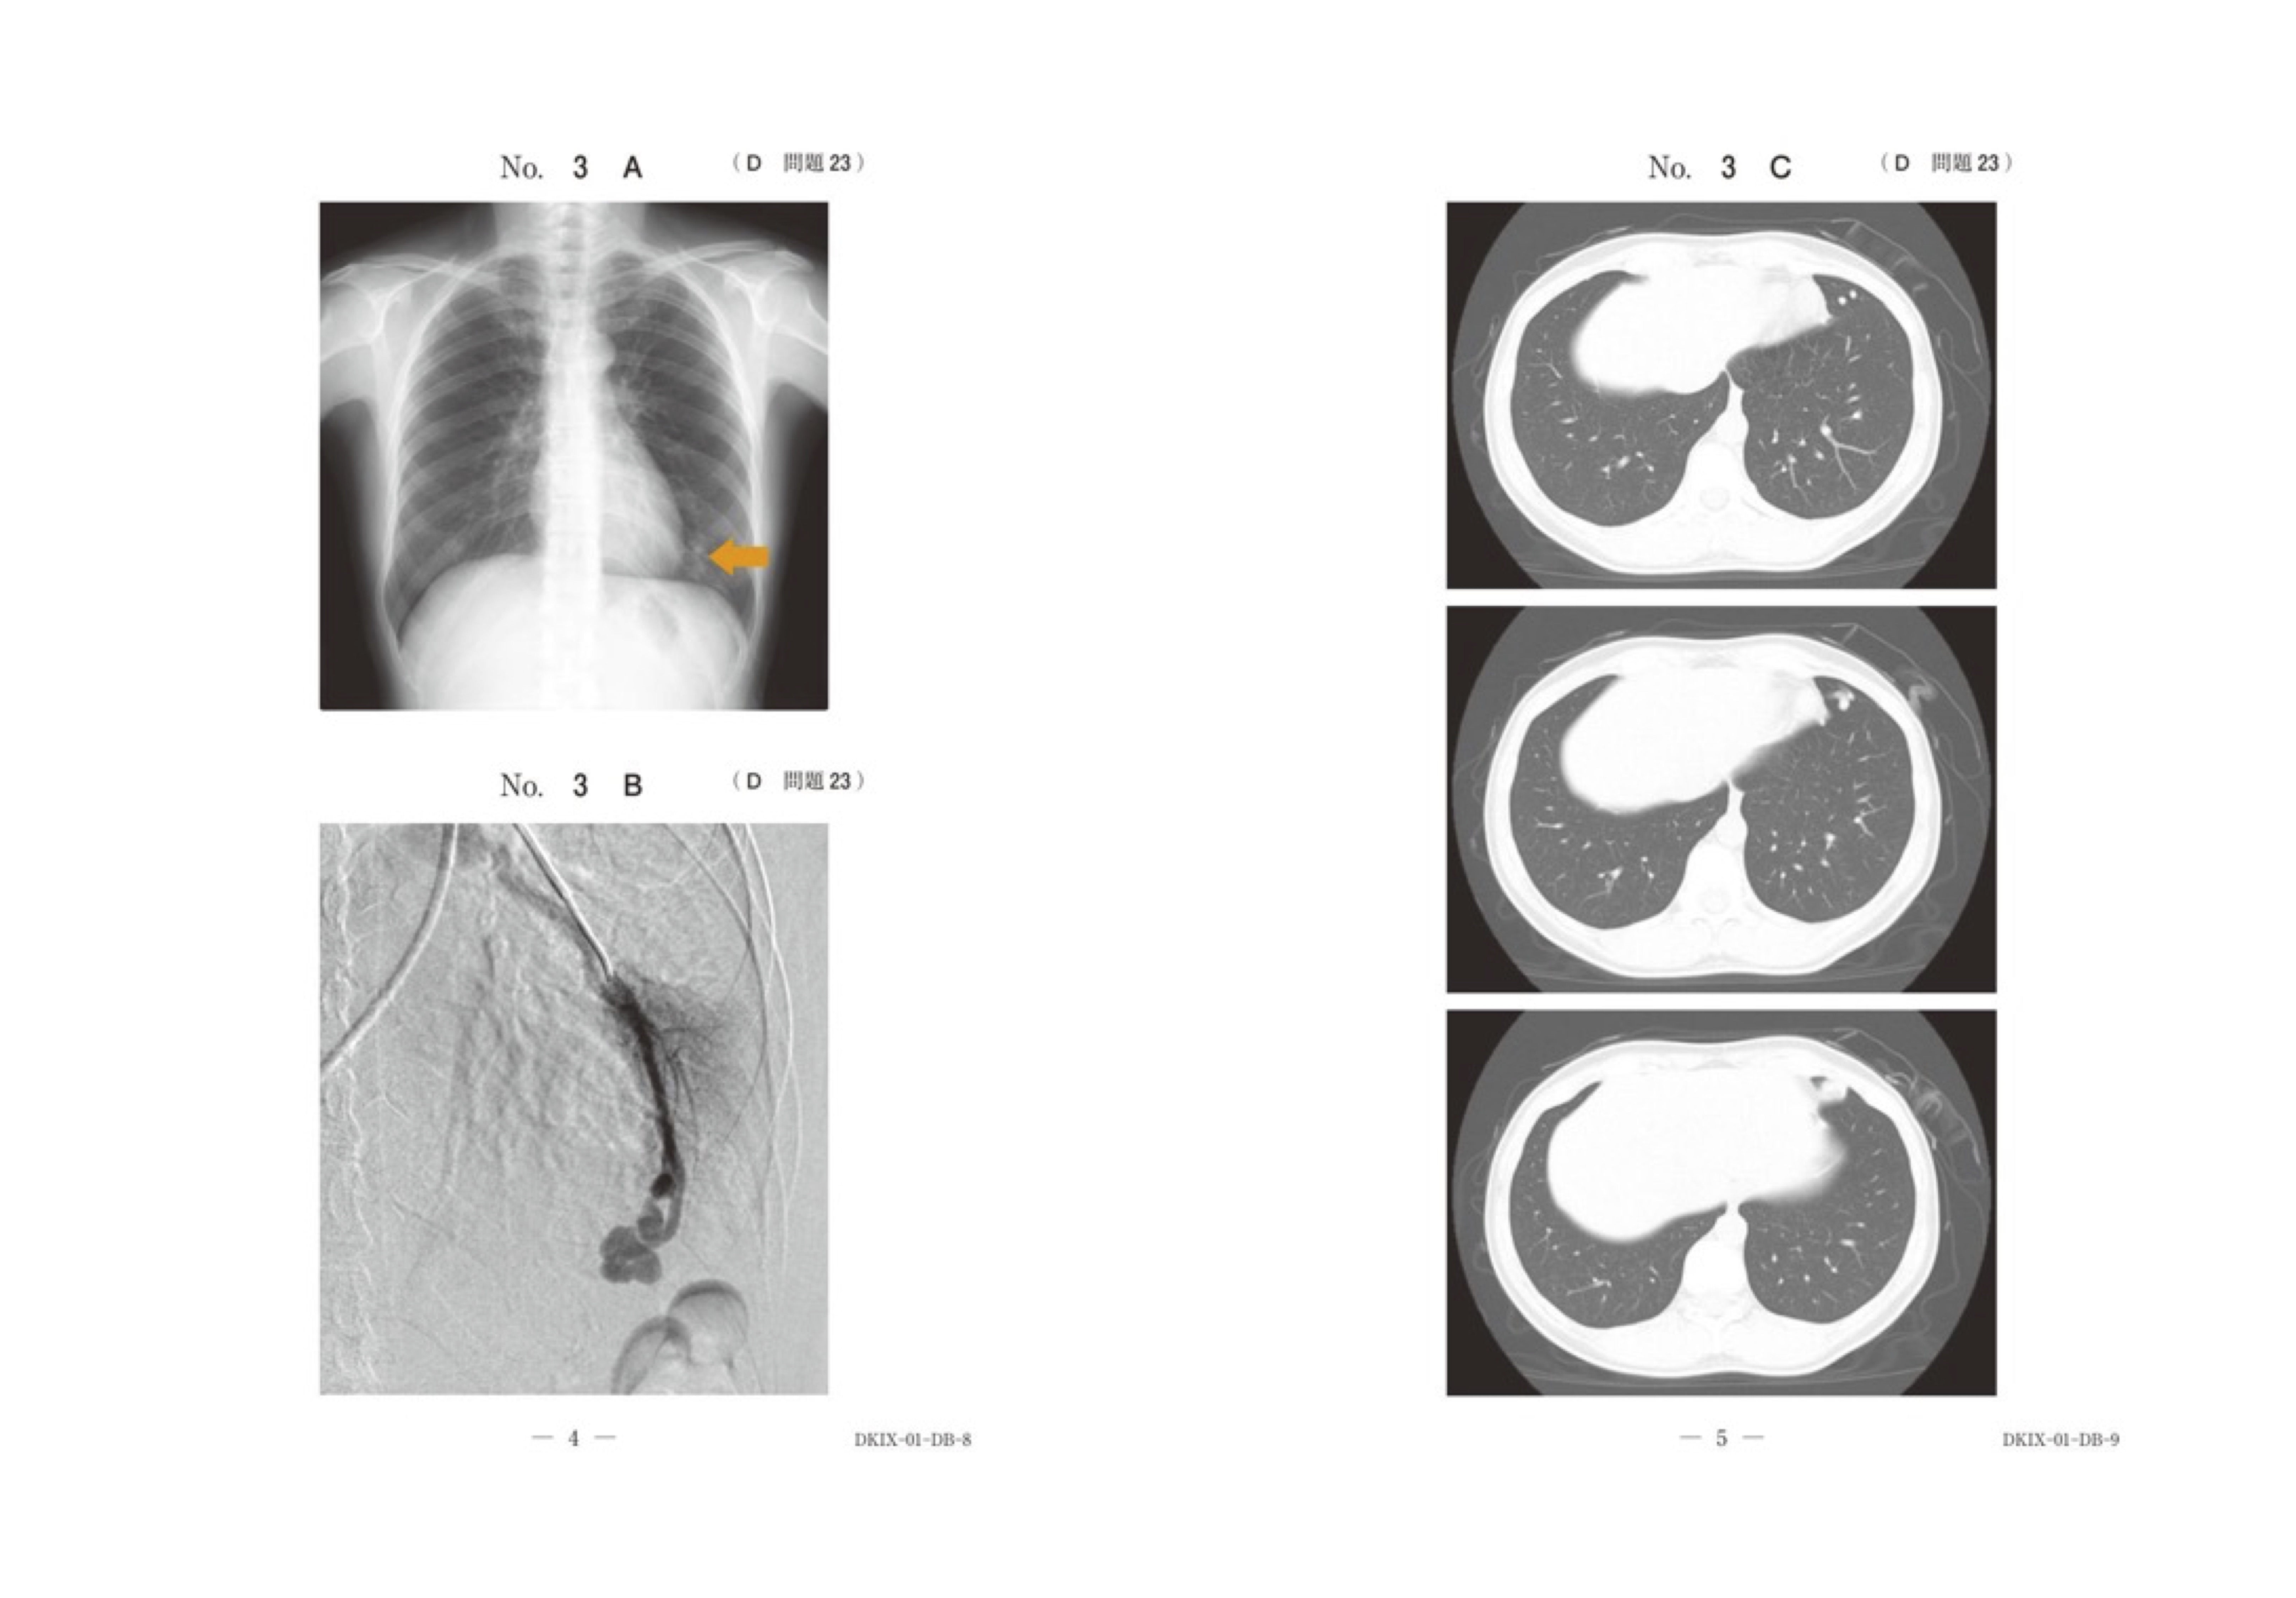 No. 3 A （D 問題 23）
No. 3 B （D 問題 23）
— 4 — DKIX-01-DB-8
No. 3 C （D 問題 23）
— 5 — DKIX-01-DB-9